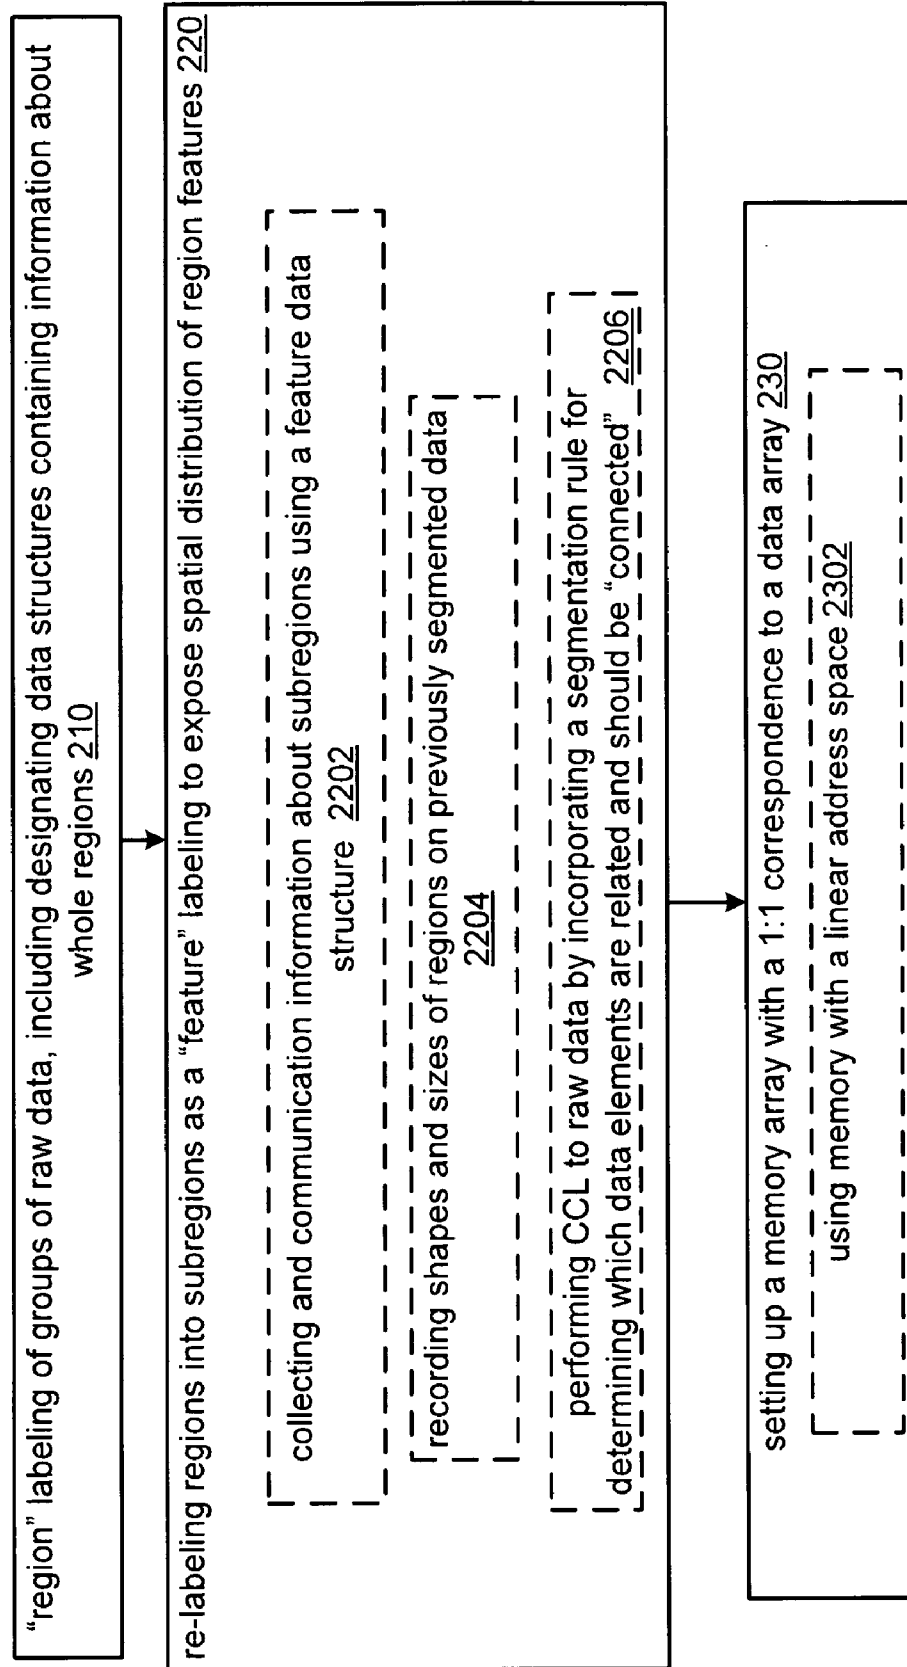 “region” labeling of groups of raw data, including designating data structures containing information about
whole regions 210
re-labeling regions into subregions as a “feature” labeling to expose spatial distribution of region features 220
collecting and communication information about subregions using a feature data
structure 2202
recording shapes and sizes of regions on previously segmented data
2204
performing CCL to raw data by incorporating a segmentation rule for
determining which data elements are related and should be “connected” 2206
setting up a memory array with a 1:1 correspondence to a data array 230
using memory with a linear address space 2302